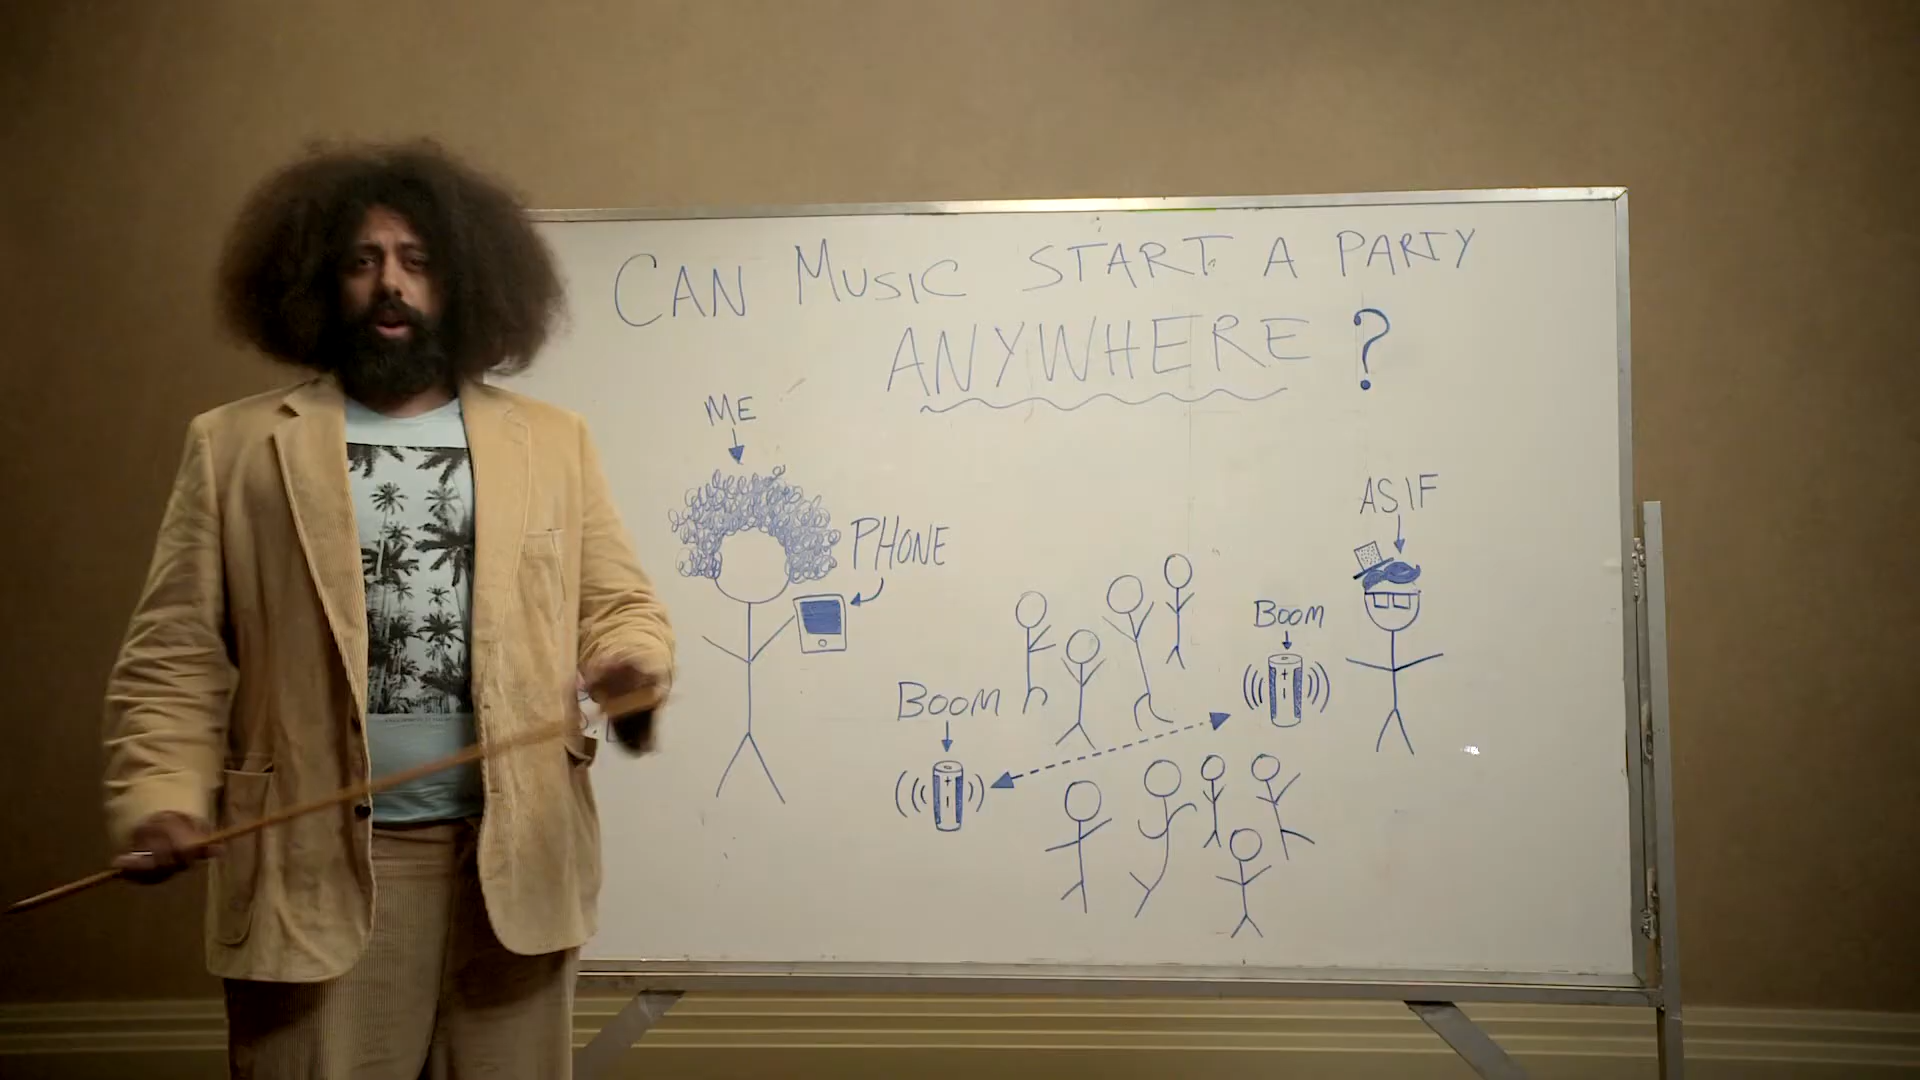 CAN MUSIC START A PARTY
ANYWHERE?
ME
PHONE
ASIF
BOOM
BOOM